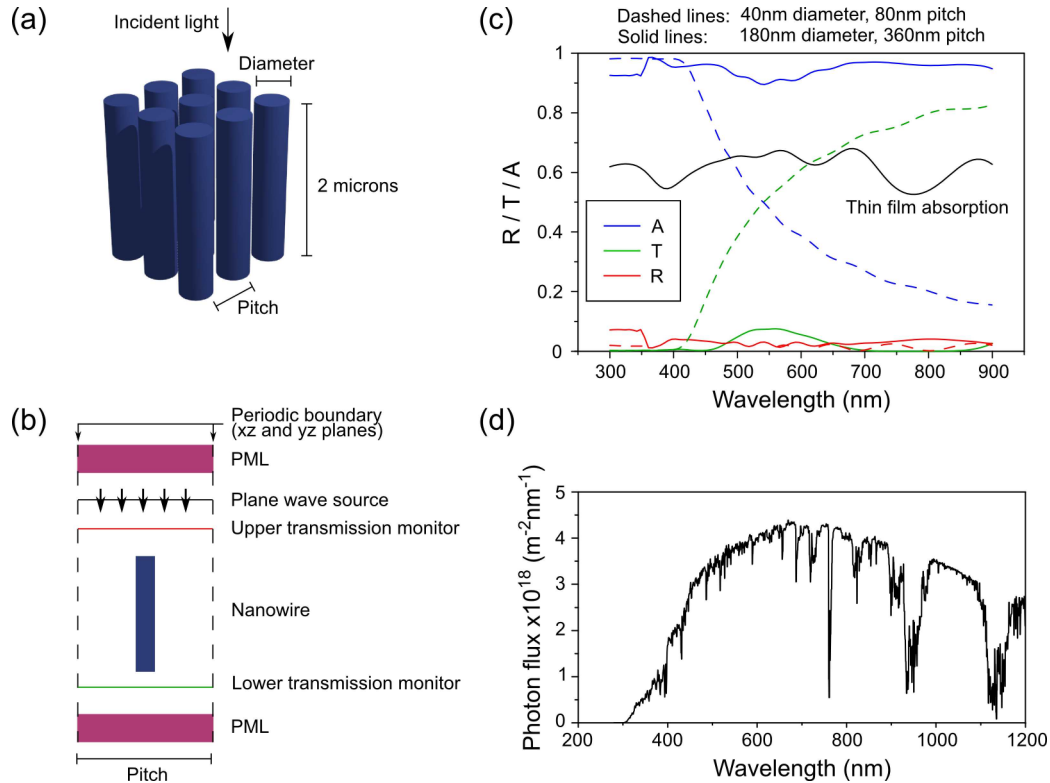 (a)
Incident light
Diameter
2 microns
Pitch
(b)
Periodic boundary
(xz and yz planes)
PML
Plane wave source
Upper transmission monitor
Nanowire
Lower transmission monitor
PML
Pitch
(c)
Dashed lines: 40nm diameter, 80nm pitch
Solid lines: 180nm diameter, 360nm pitch
R / T / A
1
0.8
0.6
0.4
0.2
0
Thin film absorption
A
T
R
300 400 500 600 700 800 900
Wavelength (nm)
(d)
Photon flux x10^18 (m^-2nm^-1)
5
4
3
2
1
0
200 400 600 800 1000 1200
Wavelength (nm)